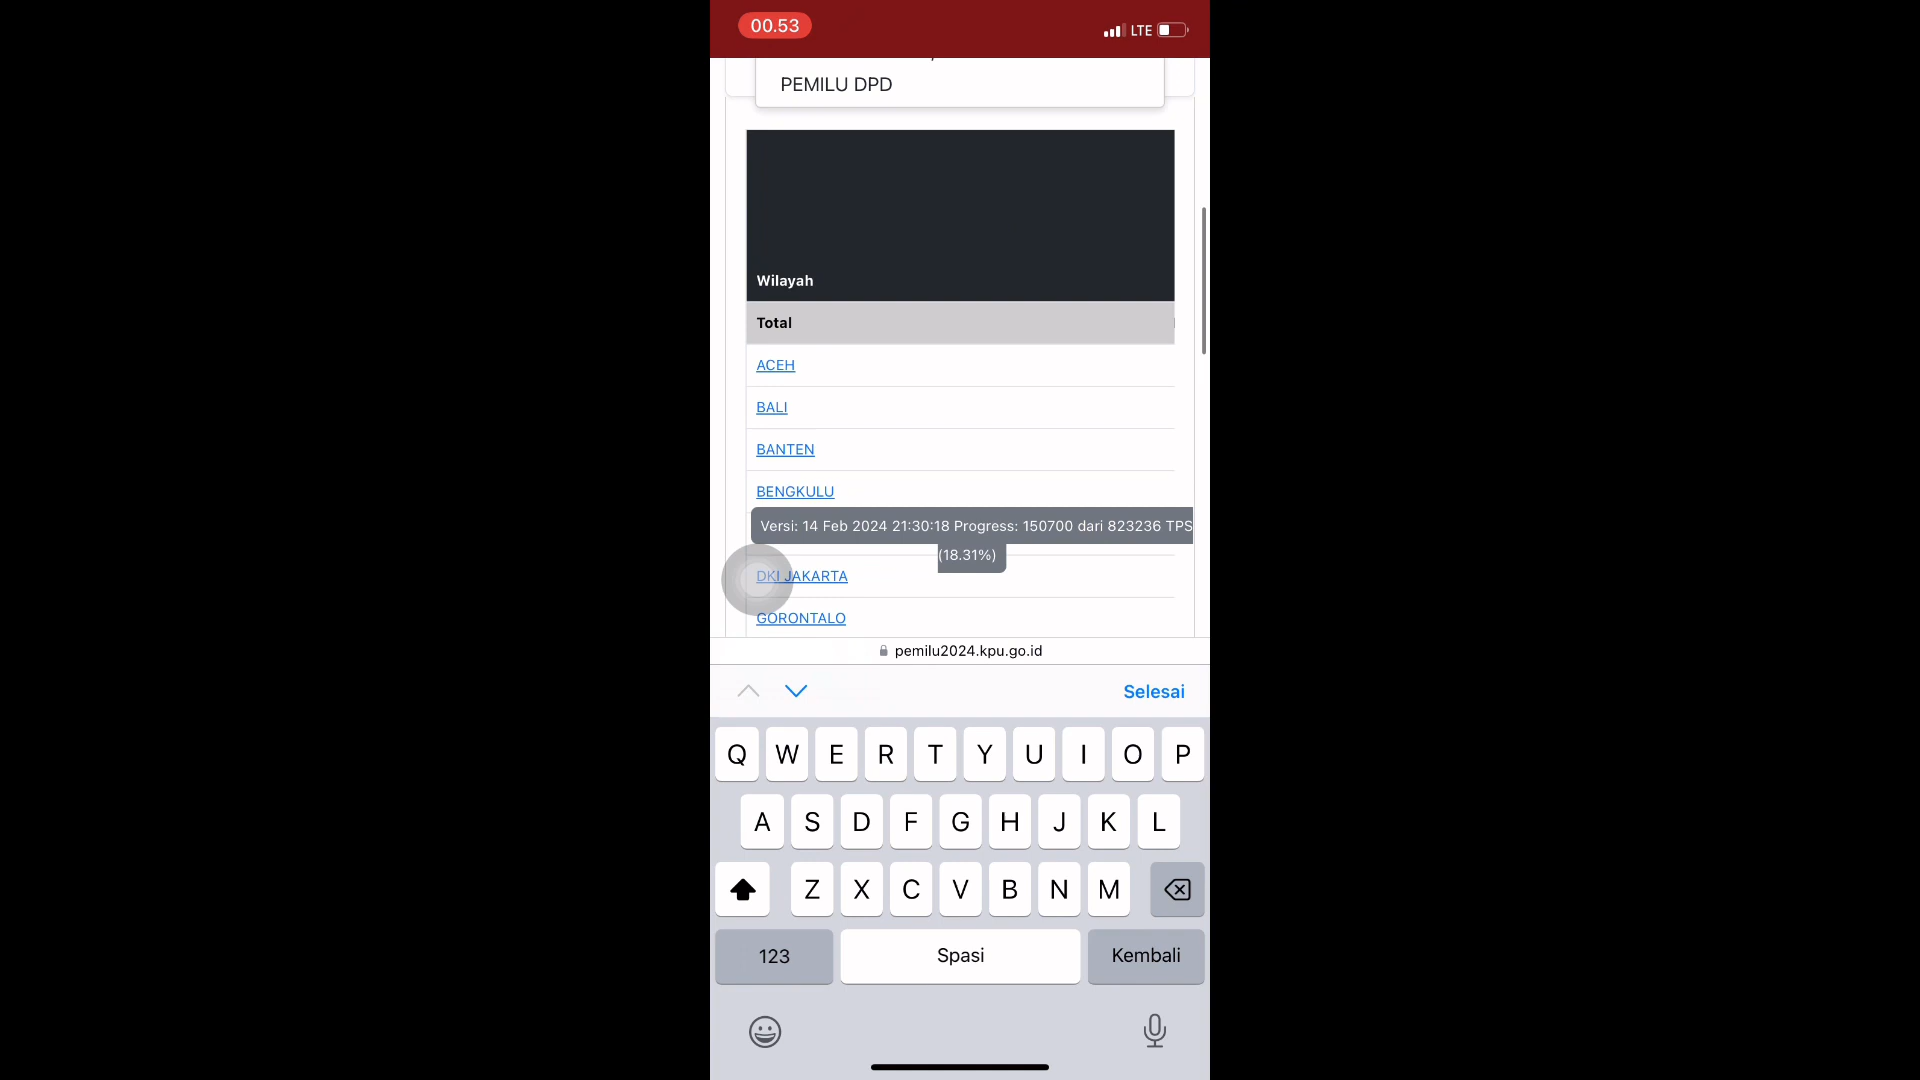 00.53
LTE
PEMILU DPD
Wilayah
Total
ACEH
BALI
BANTEN
BENGKULU
Versi: 14 Feb 2024 21:30:18 Progress: 150700 dari 823236 TPS
(18.31%)
DKI JAKARTA
GORONTALO
pemilu2024.kpu.go.id
Selesai
Q W E R T Y U I O P
A S D F G H J K L
Z X C V B N M
123 Spasi Kembali